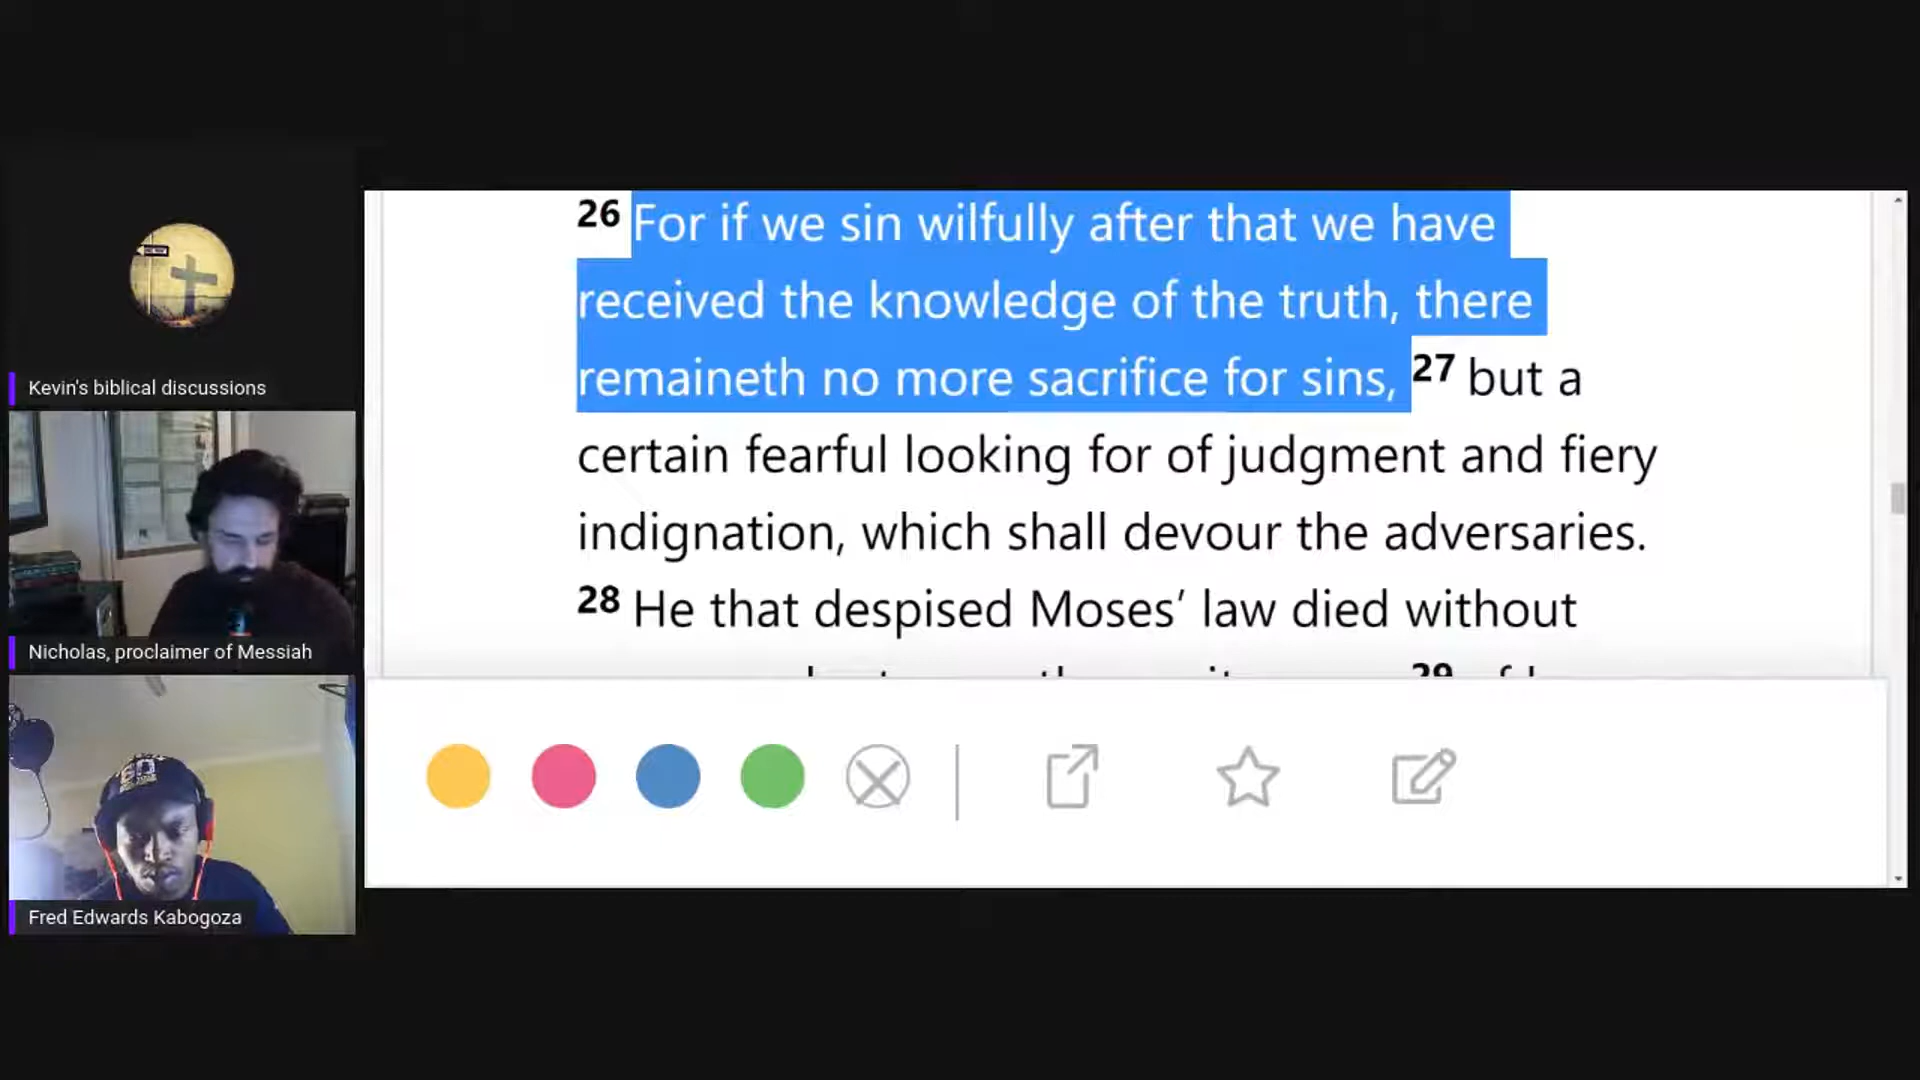 Kevin's biblical discussions
Nicholas, proclaimer of Messiah
Fred Edwards Kabogoza
26 For if we sin wilfully after that we have
received the knowledge of the truth, there
remaineth no more sacrifice for sins, 27 but a
certain fearful looking for of judgment and fiery
indignation, which shall devour the adversaries.
28 He that despised Moses’ law died without
29